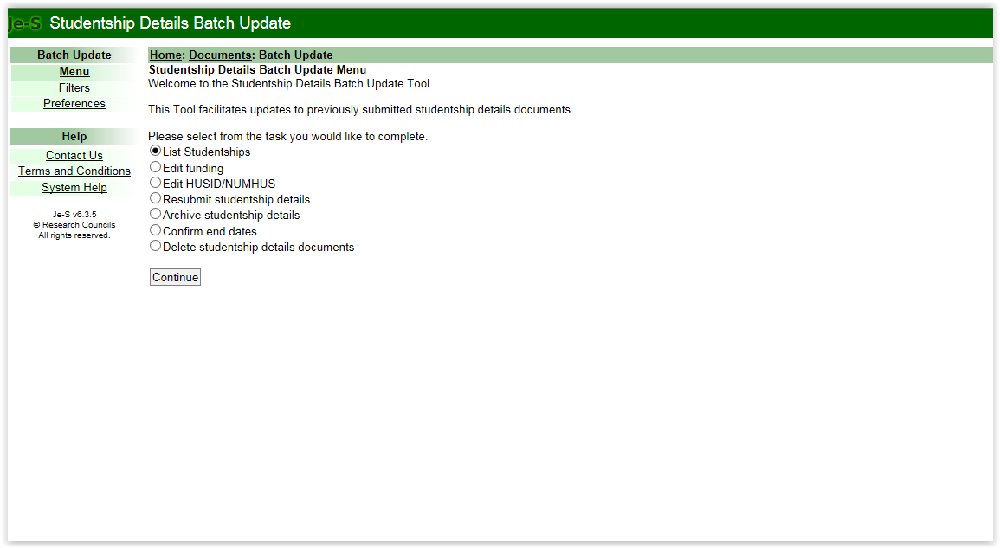 Je-S Studentship Details Batch Update
Batch Update
Menu
Filters
Preferences
Help
Contact Us
Terms and Conditions
System Help
Je-S v6.3.5
© Research Councils
All rights reserved.
Home: Documents: Batch Update
Studentship Details Batch Update Menu
Welcome to the Studentship Details Batch Update Tool.
This Tool facilitates updates to previously submitted studentship details documents.
Please select from the task you would like to complete.
List Studentships
Edit funding
Edit HUSID/NUMHUS
Resubmit studentship details
Archive studentship details
Confirm end dates
Delete studentship details documents
Continue